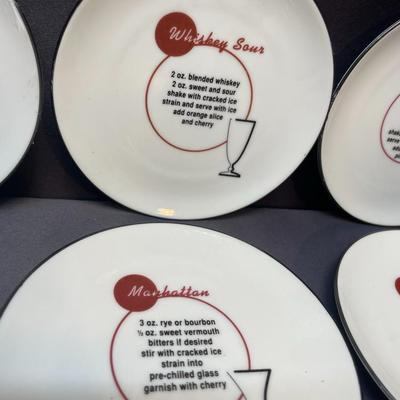 Whiskey Sour
2 oz. blended whiskey
2 oz. sweet and sour
shake with cracked ice
strain and serve with ice
add orange slice
and cherry
Manhattan
3 oz. rye or bourbon
½ oz. sweet vermouth
bitters if desired
stir with cracked ice
strain into
pre-chilled glass
garnish with cherry